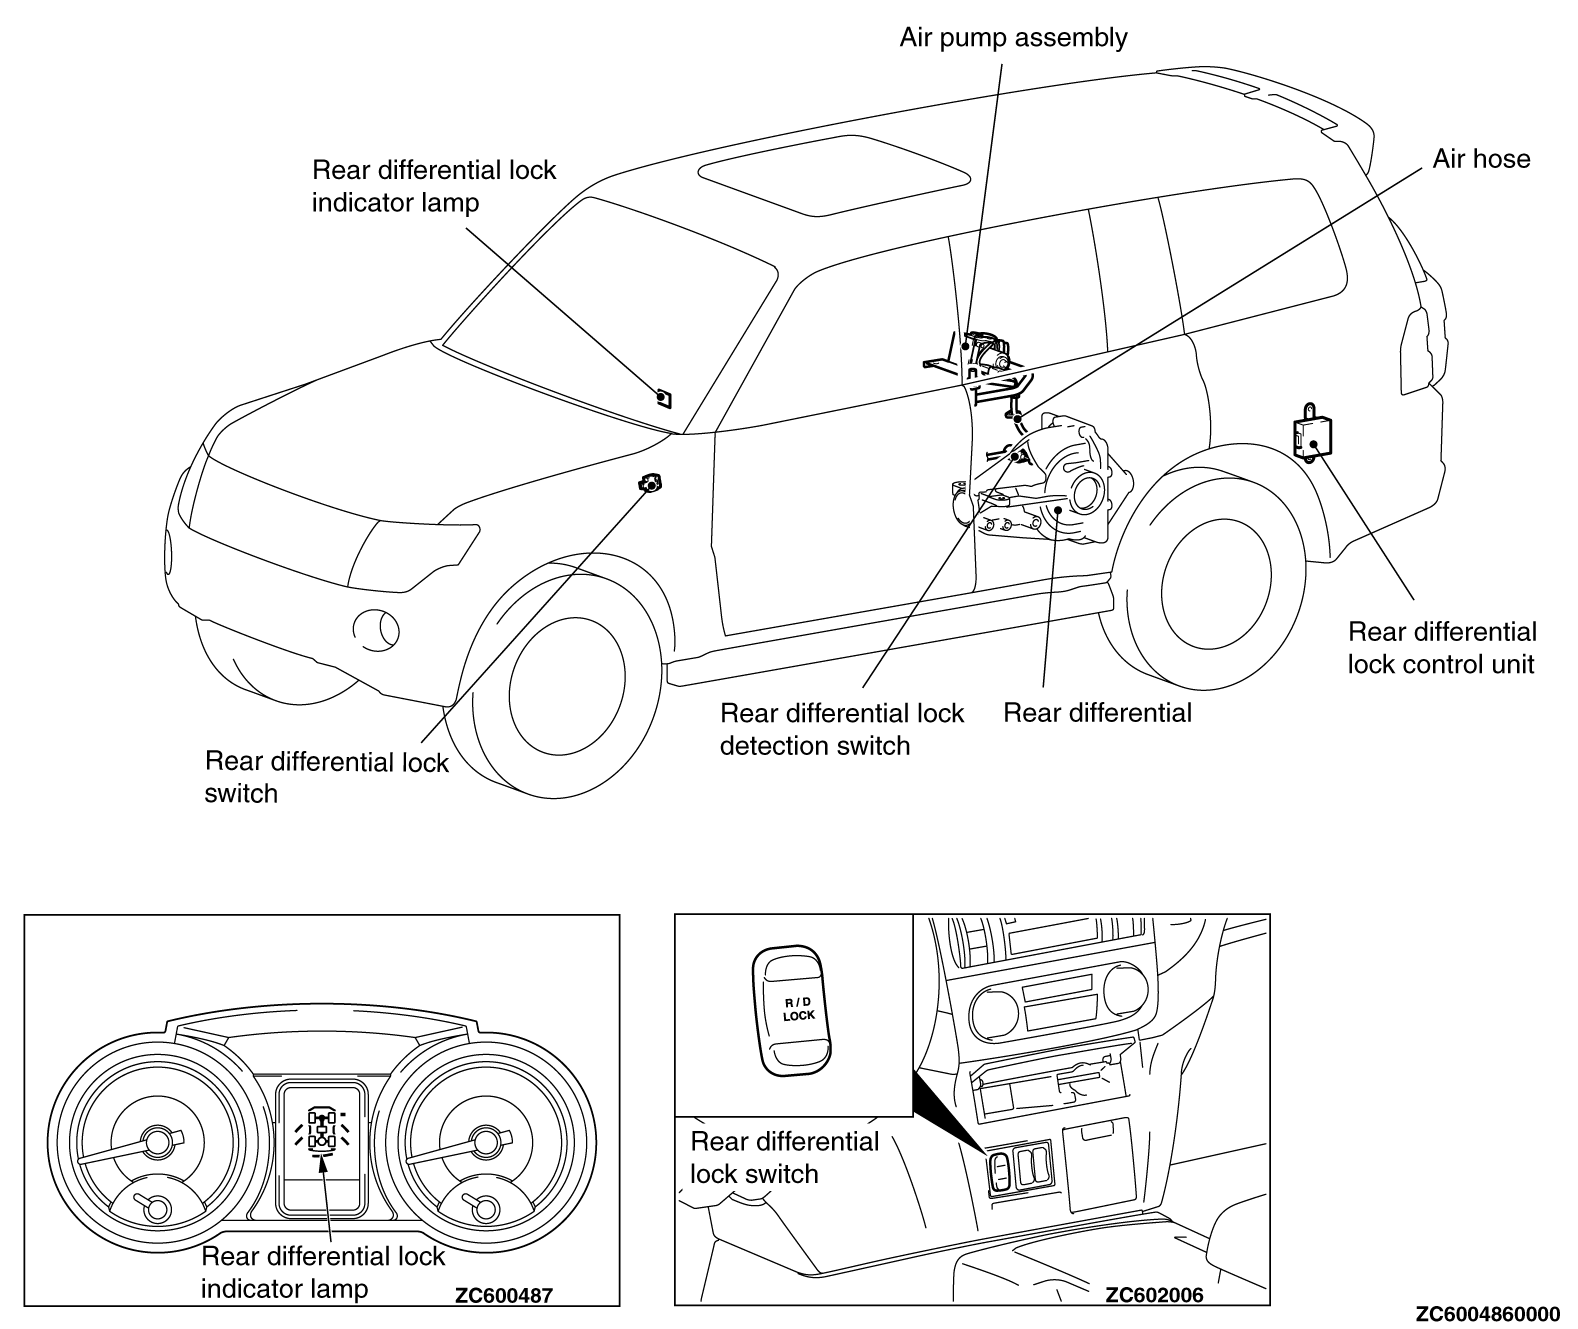 Air pump assembly
Rear differential lock
indicator lamp
Air hose
Rear differential
lock control unit
Rear differential lock
detection switch
Rear differential
Rear differential lock
switch
Rear differential lock
indicator lamp
ZC600487
R / D
LOCK
Rear differential
lock switch
ZC602006
ZC6004860000